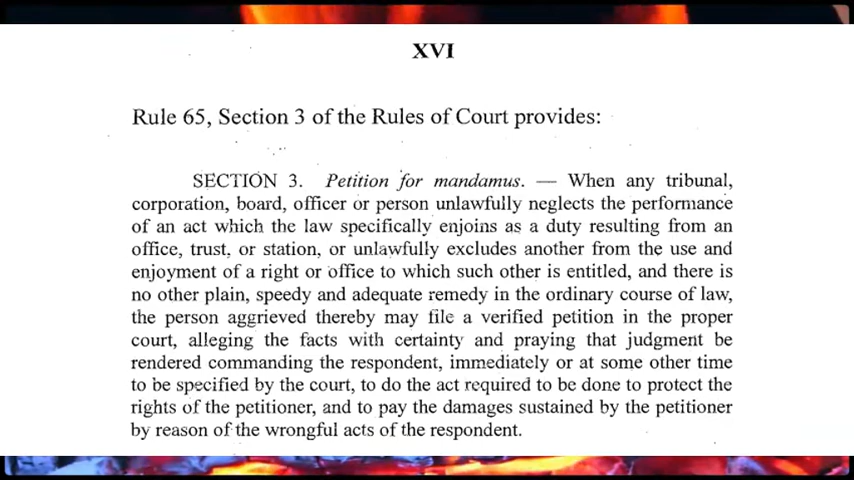 XVI
Rule 65, Section 3 of the Rules of Court provides:
SECTION 3. Petition for mandamus. — When any tribunal,
corporation, board, officer or person unlawfully neglects the performance
of an act which the law specifically enjoins as a duty resulting from an
office, trust, or station, or unlawfully excludes another from the use and
enjoyment of a right or office to which such other is entitled, and there is
no other plain, speedy and adequate remedy in the ordinary course of law,
the person aggrieved thereby may file a verified petition in the proper
court, alleging the facts with certainty and praying that judgment be
rendered commanding the respondent, immediately or at some other time
to be specified by the court, to do the act required to be done to protect the
rights of the petitioner, and to pay the damages sustained by the petitioner
by reason of the wrongful acts of the respondent.